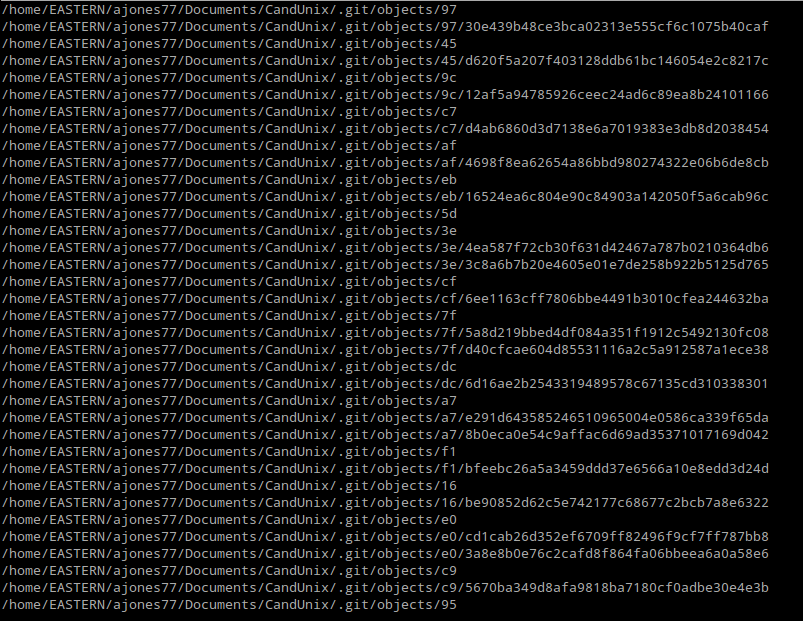 /home/EASTERN/ajones77/Documents/CandUnix/.git/objects/97
/home/EASTERN/ajones77/Documents/CandUnix/.git/objects/97/30e439b48ce3bca02313e555cf6c1075b40caf
/home/EASTERN/ajones77/Documents/CandUnix/.git/objects/45
/home/EASTERN/ajones77/Documents/CandUnix/.git/objects/45/d620f5a207f403128ddb61bc146054e2c8217c
/home/EASTERN/ajones77/Documents/CandUnix/.git/objects/9c
/home/EASTERN/ajones77/Documents/CandUnix/.git/objects/9c/12af5a94785926ceec24ad6c89ea8b24101166
/home/EASTERN/ajones77/Documents/CandUnix/.git/objects/c7
/home/EASTERN/ajones77/Documents/CandUnix/.git/objects/c7/d4ab6860d3d7138e6a7019383e3db8d2038454
/home/EASTERN/ajones77/Documents/CandUnix/.git/objects/af
/home/EASTERN/ajones77/Documents/CandUnix/.git/objects/af/4698f8ea62654a86bbd980274322e06b6de8cb
/home/EASTERN/ajones77/Documents/CandUnix/.git/objects/eb
/home/EASTERN/ajones77/Documents/CandUnix/.git/objects/eb/16524ea6c804e90c84903a142050f5a6cab96c
/home/EASTERN/ajones77/Documents/CandUnix/.git/objects/5d
/home/EASTERN/ajones77/Documents/CandUnix/.git/objects/3e
/home/EASTERN/ajones77/Documents/CandUnix/.git/objects/3e/4ea587f72cb30f631d42467a787b0210364db6
/home/EASTERN/ajones77/Documents/CandUnix/.git/objects/3e/3c8a6b7b20e4605e01e7de258b922b5125d765
/home/EASTERN/ajones77/Documents/CandUnix/.git/objects/cf
/home/EASTERN/ajones77/Documents/CandUnix/.git/objects/cf/6ee1163cff7806bbe4491b3010cfea244632ba
/home/EASTERN/ajones77/Documents/CandUnix/.git/objects/7f
/home/EASTERN/ajones77/Documents/CandUnix/.git/objects/7f/5a8d219bbed4df084a351f1912c5492130fc08
/home/EASTERN/ajones77/Documents/CandUnix/.git/objects/7f/d40cfcae604d85531116a2c5a912587a1ece38
/home/EASTERN/ajones77/Documents/CandUnix/.git/objects/dc
/home/EASTERN/ajones77/Documents/CandUnix/.git/objects/dc/6d16ae2b2543319489578c67135cd310338301
/home/EASTERN/ajones77/Documents/CandUnix/.git/objects/a7
/home/EASTERN/ajones77/Documents/CandUnix/.git/objects/a7/e291d643585246510965004e0586ca339f65da
/home/EASTERN/ajones77/Documents/CandUnix/.git/objects/a7/8b0eca0e54c9affac6d69ad35371017169d042
/home/EASTERN/ajones77/Documents/CandUnix/.git/objects/f1
/home/EASTERN/ajones77/Documents/CandUnix/.git/objects/f1/bfeebc26a5a3459ddd37e6566a10e8edd3d24d
/home/EASTERN/ajones77/Documents/CandUnix/.git/objects/16
/home/EASTERN/ajones77/Documents/CandUnix/.git/objects/16/be90852d62c5e742177c68677c2bcb7a8e6322
/home/EASTERN/ajones77/Documents/CandUnix/.git/objects/e0
/home/EASTERN/ajones77/Documents/CandUnix/.git/objects/e0/cd1cab26d352ef6709ff82496f9cf7ff787bb8
/home/EASTERN/ajones77/Documents/CandUnix/.git/objects/e0/3a8e8b0e76c2cafd8f864fa06bbeea6a0a58e6
/home/EASTERN/ajones77/Documents/CandUnix/.git/objects/c9
/home/EASTERN/ajones77/Documents/CandUnix/.git/objects/c9/5670ba349d8afa9818ba7180cf0adbe30e4e3b
/home/EASTERN/ajones77/Documents/CandUnix/.git/objects/95